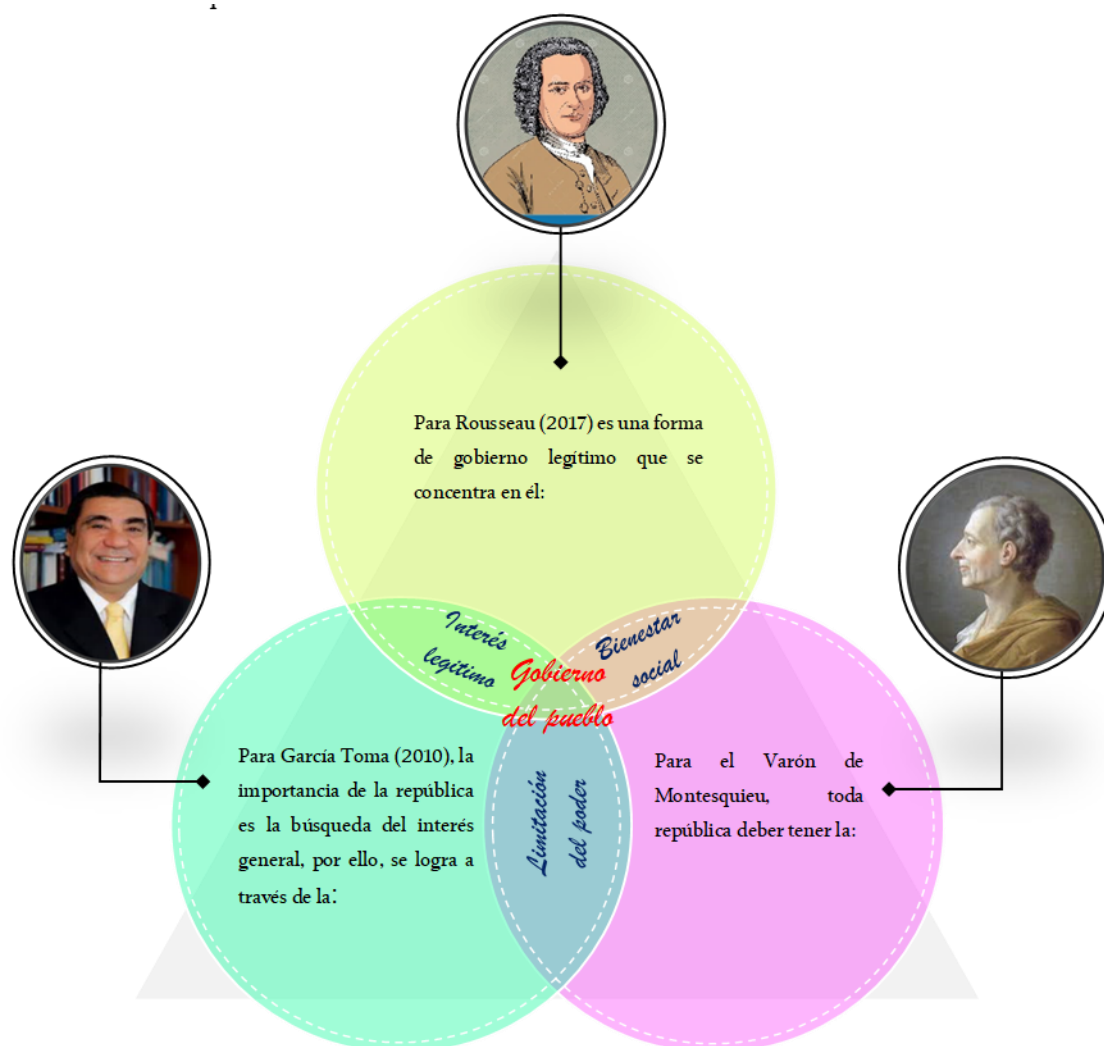 Para Rousseau (2017) es una forma
de gobierno legítimo que se
concentra en él:
Interés
legitimo
Bienestar
social
Gobierno
del pueblo
Para García Toma (2010), la
importancia de la república
es la búsqueda del interés
general, por ello, se logra a
través de la:
Limitación
del poder
Para el Varón de
Montesquieu, toda
república deber tener la: